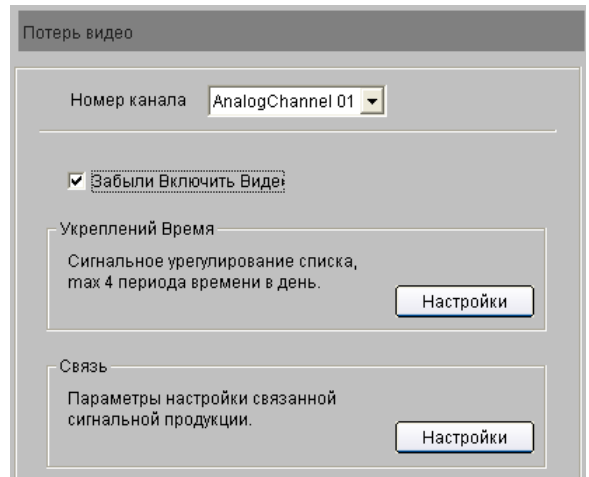 Потерь видео
Номер канала AnalogChannel 01
Забыли Включить Виде
Укреплений Время
Сигнальное урегулирование списка,
max 4 периода времени в день.
Настройки
Связь
Параметры настройки связанной
сигнальной продукции.
Настройки